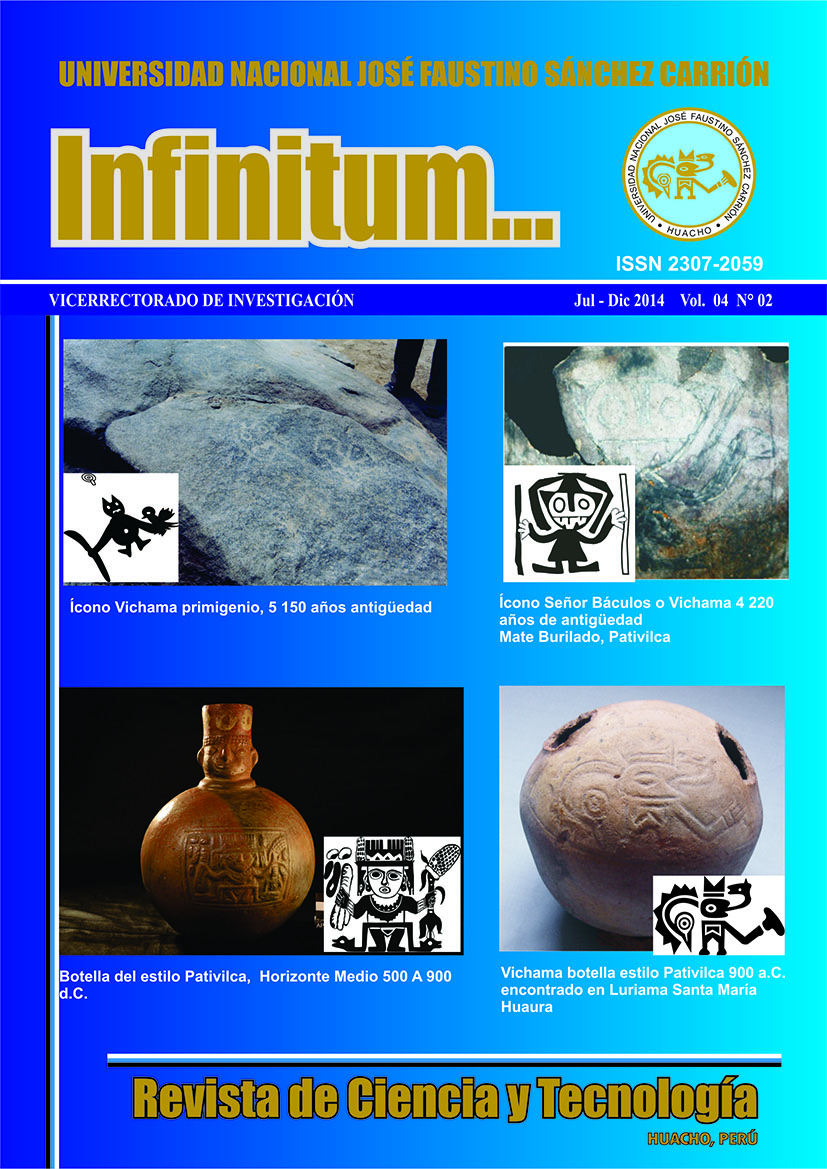 UNIVERSIDAD NACIONAL JOSÉ FAUSTINO SÁNCHEZ CARRIÓN
Infinitum...
UNIVERSIDAD NACIONAL JOSÉ FAUSTINO SÁNCHEZ CARRIÓN
• HUACHO •
ISSN 2307-2059
VICERRECTORADO DE INVESTIGACIÓN
Jul - Dic 2014 Vol. 04 N° 02
Ícono Vichama primigenio, 5 150 años antigüedad
Ícono Señor Báculos o Vichama 4 220
años de antigüedad
Mate Burilado, Pativilca
Botella del estilo Pativilca, Horizonte Medio 500 A 900
d.C.
Vichama botella estilo Pativilca 900 a.C.
encontrado en Luriama Santa María
Huaura
Revista de Ciencia y Tecnología
HUACHO, PERÚ